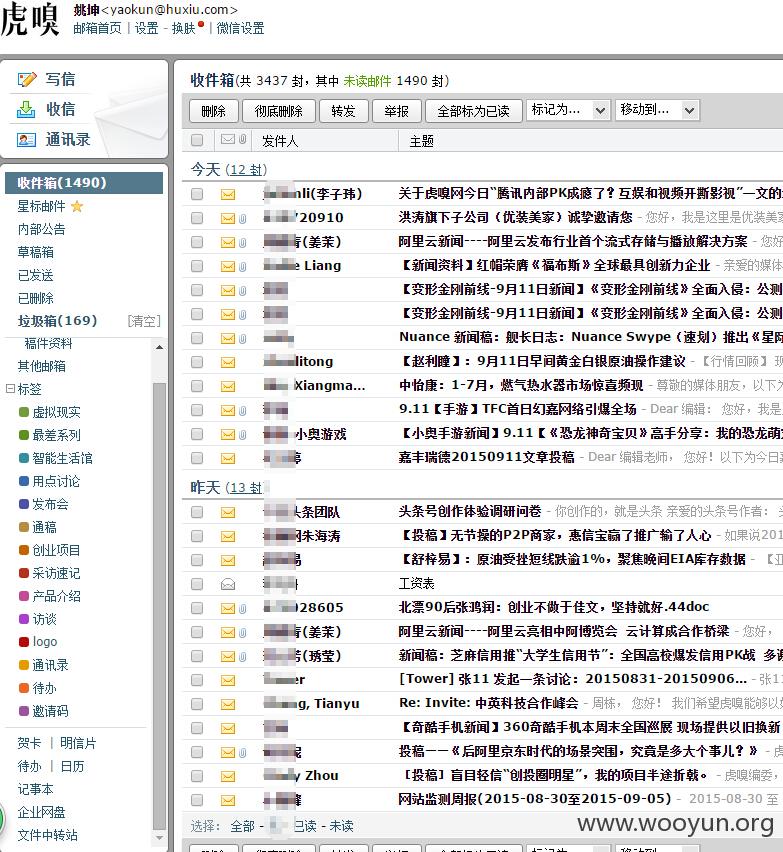 虎嗅
姚坤<yaokun@huxiu.com>
邮箱首页 | 设置 - 换肤 | 微信设置
写信
收信
通讯录
收件箱(1490)
星标邮件
内部公告
草稿箱
已发送
已删除
垃圾箱(169) [清空]
稿件资料
其他邮箱
标签
虚拟现实
最差系列
智能生活馆
用点讨论
发布会
通稿
创业项目
采访速记
产品介绍
访谈
logo
通讯录
待办
邀请码
贺卡 | 明信片
待办 | 日历
记事本
企业网盘
文件中转站
收件箱(共 3437 封，其中 未读邮件 1490 封)
删除 彻底删除 转发 举报 全部标为已读 标记为... 移动到...
发件人 主题
今天 (12 封)
nli(李子玮) 关于虎嗅网今日“腾讯内部PK成瘾了？互娱和视频开撕影视”一文的
720910 洪涛旗下子公司（优装美家）诚挚邀请您 - 您好，我是这里是优装美
(姜茉) 阿里云新闻----阿里云发布行业首个流式存储与播放解决方案 - 您好
e Liang 【新闻资料】红帽荣膺《福布斯》全球最具创新力企业 - 亲爱的媒体
【变形金刚前线-9月11日新闻】《变形金刚前线》全面入侵：公测
【变形金刚前线-9月11日新闻】《变形金刚前线》全面入侵：公测
Nuance 新闻稿：舰长日志：Nuance Swype（速划）推出《星际
litong 【赵利瞳】：9月11日早间黄金白银原油操作建议 - 【行情回顾】
Xiangma... 中怡康：1-7月，燃气热水器市场惊喜频现 - 尊敬的媒体朋友，以下为
9.11【手游】TFC首日幻嘉网络引爆全场 - Dear 编辑： 您好，我是
小奥游戏 【小奥手游新闻】9.11【《恐龙神奇宝贝》高手分享：我的恐龙萌
嘉丰瑞德20150911文章投稿 - Dear 编辑老师， 您好！以下为今日
昨天 (13 封)
头条团队 头条号创作体验调研问卷 - 你创作的，就是头条 亲爱的头条号作者：
朱海涛 【投稿】无节操的P2P商家，惠信宝赢了推广输了人心 - 如果说201
易 【舒梓易】：原油受挫短线跌逾1%，聚焦晚间EIA库存数据 -
工资表
028605 北漂90后张鸿润：创业不做于佳文，坚持就好.44doc
(姜茉) 阿里云新闻----阿里云亮相中阿博览会 云计算成合作桥梁 - 您好，
(琇莹) 新闻稿：芝麻信用推“大学生信用节”：全国高校爆发信用PK战 多
er [Tower] 张11 发起一条讨论：20150831-20150906... - 张1
g, Tianyu Re: Invite: 中英科技合作峰会 - 周栋， 您好！ 我们希望虎嗅能够以
【奇酷手机新闻】360奇酷手机本周末全国巡展 现场提供以旧换新
投稿——《后阿里京东时代的场景突围，究竟是多大个事儿？》 - 虎
y Zhou [投稿] 盲目轻信“创投圈明星”，我的项目半途折戟。 - 虎嗅编委，
网站监测周报(2015-08-30至2015-09-05) - 2015-08-30 至
选择： 全部 - 已读 - 未读
www.wooyun.org